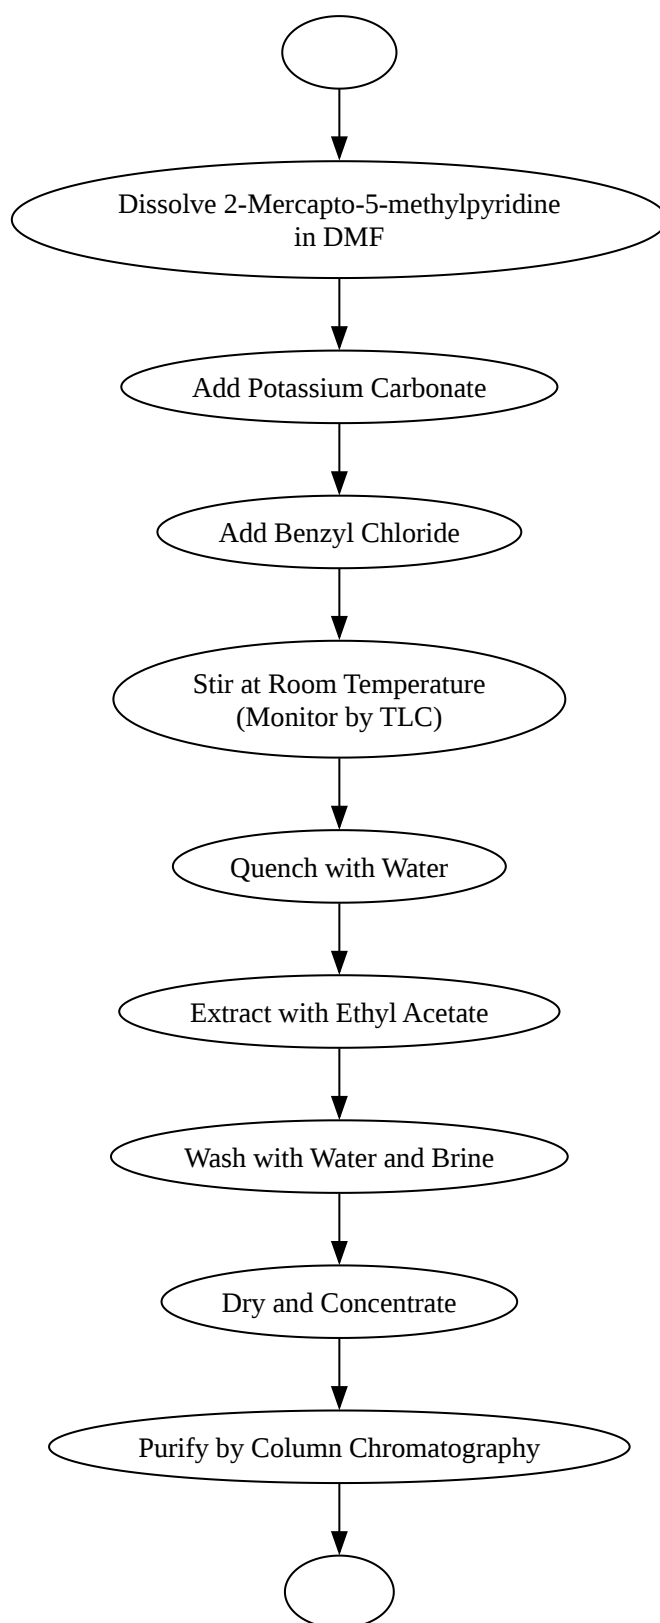 Dissolve 2-Mercapto-5-methylpyridine
in DMF
Add Potassium Carbonate
Add Benzyl Chloride
Stir at Room Temperature
(Monitor by TLC)
Quench with Water
Extract with Ethyl Acetate
Wash with Water and Brine
Dry and Concentrate
Purify by Column Chromatography